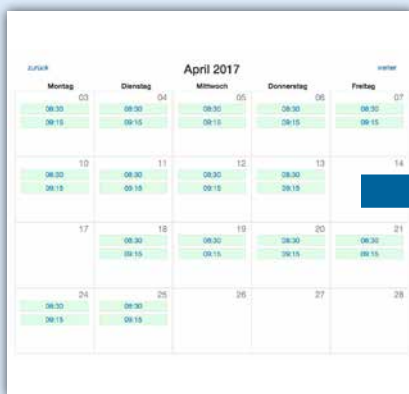 zurück April 2017 weiter
Montag Dienstag Mittwoch Donnerstag Freitag
03 04 05 06 07
08:30 08:30 08:30 08:30 08:30
09:15 09:15 09:15 09:15 09:15
10 11 12 13 14
08:30 08:30 08:30 08:30
09:15 09:15 09:15 09:15
17 18 19 20 21
08:30 08:30 08:30 08:30
09:15 09:15 09:15 09:15
24 25 26 27 28
08:30 08:30
09:15 09:15